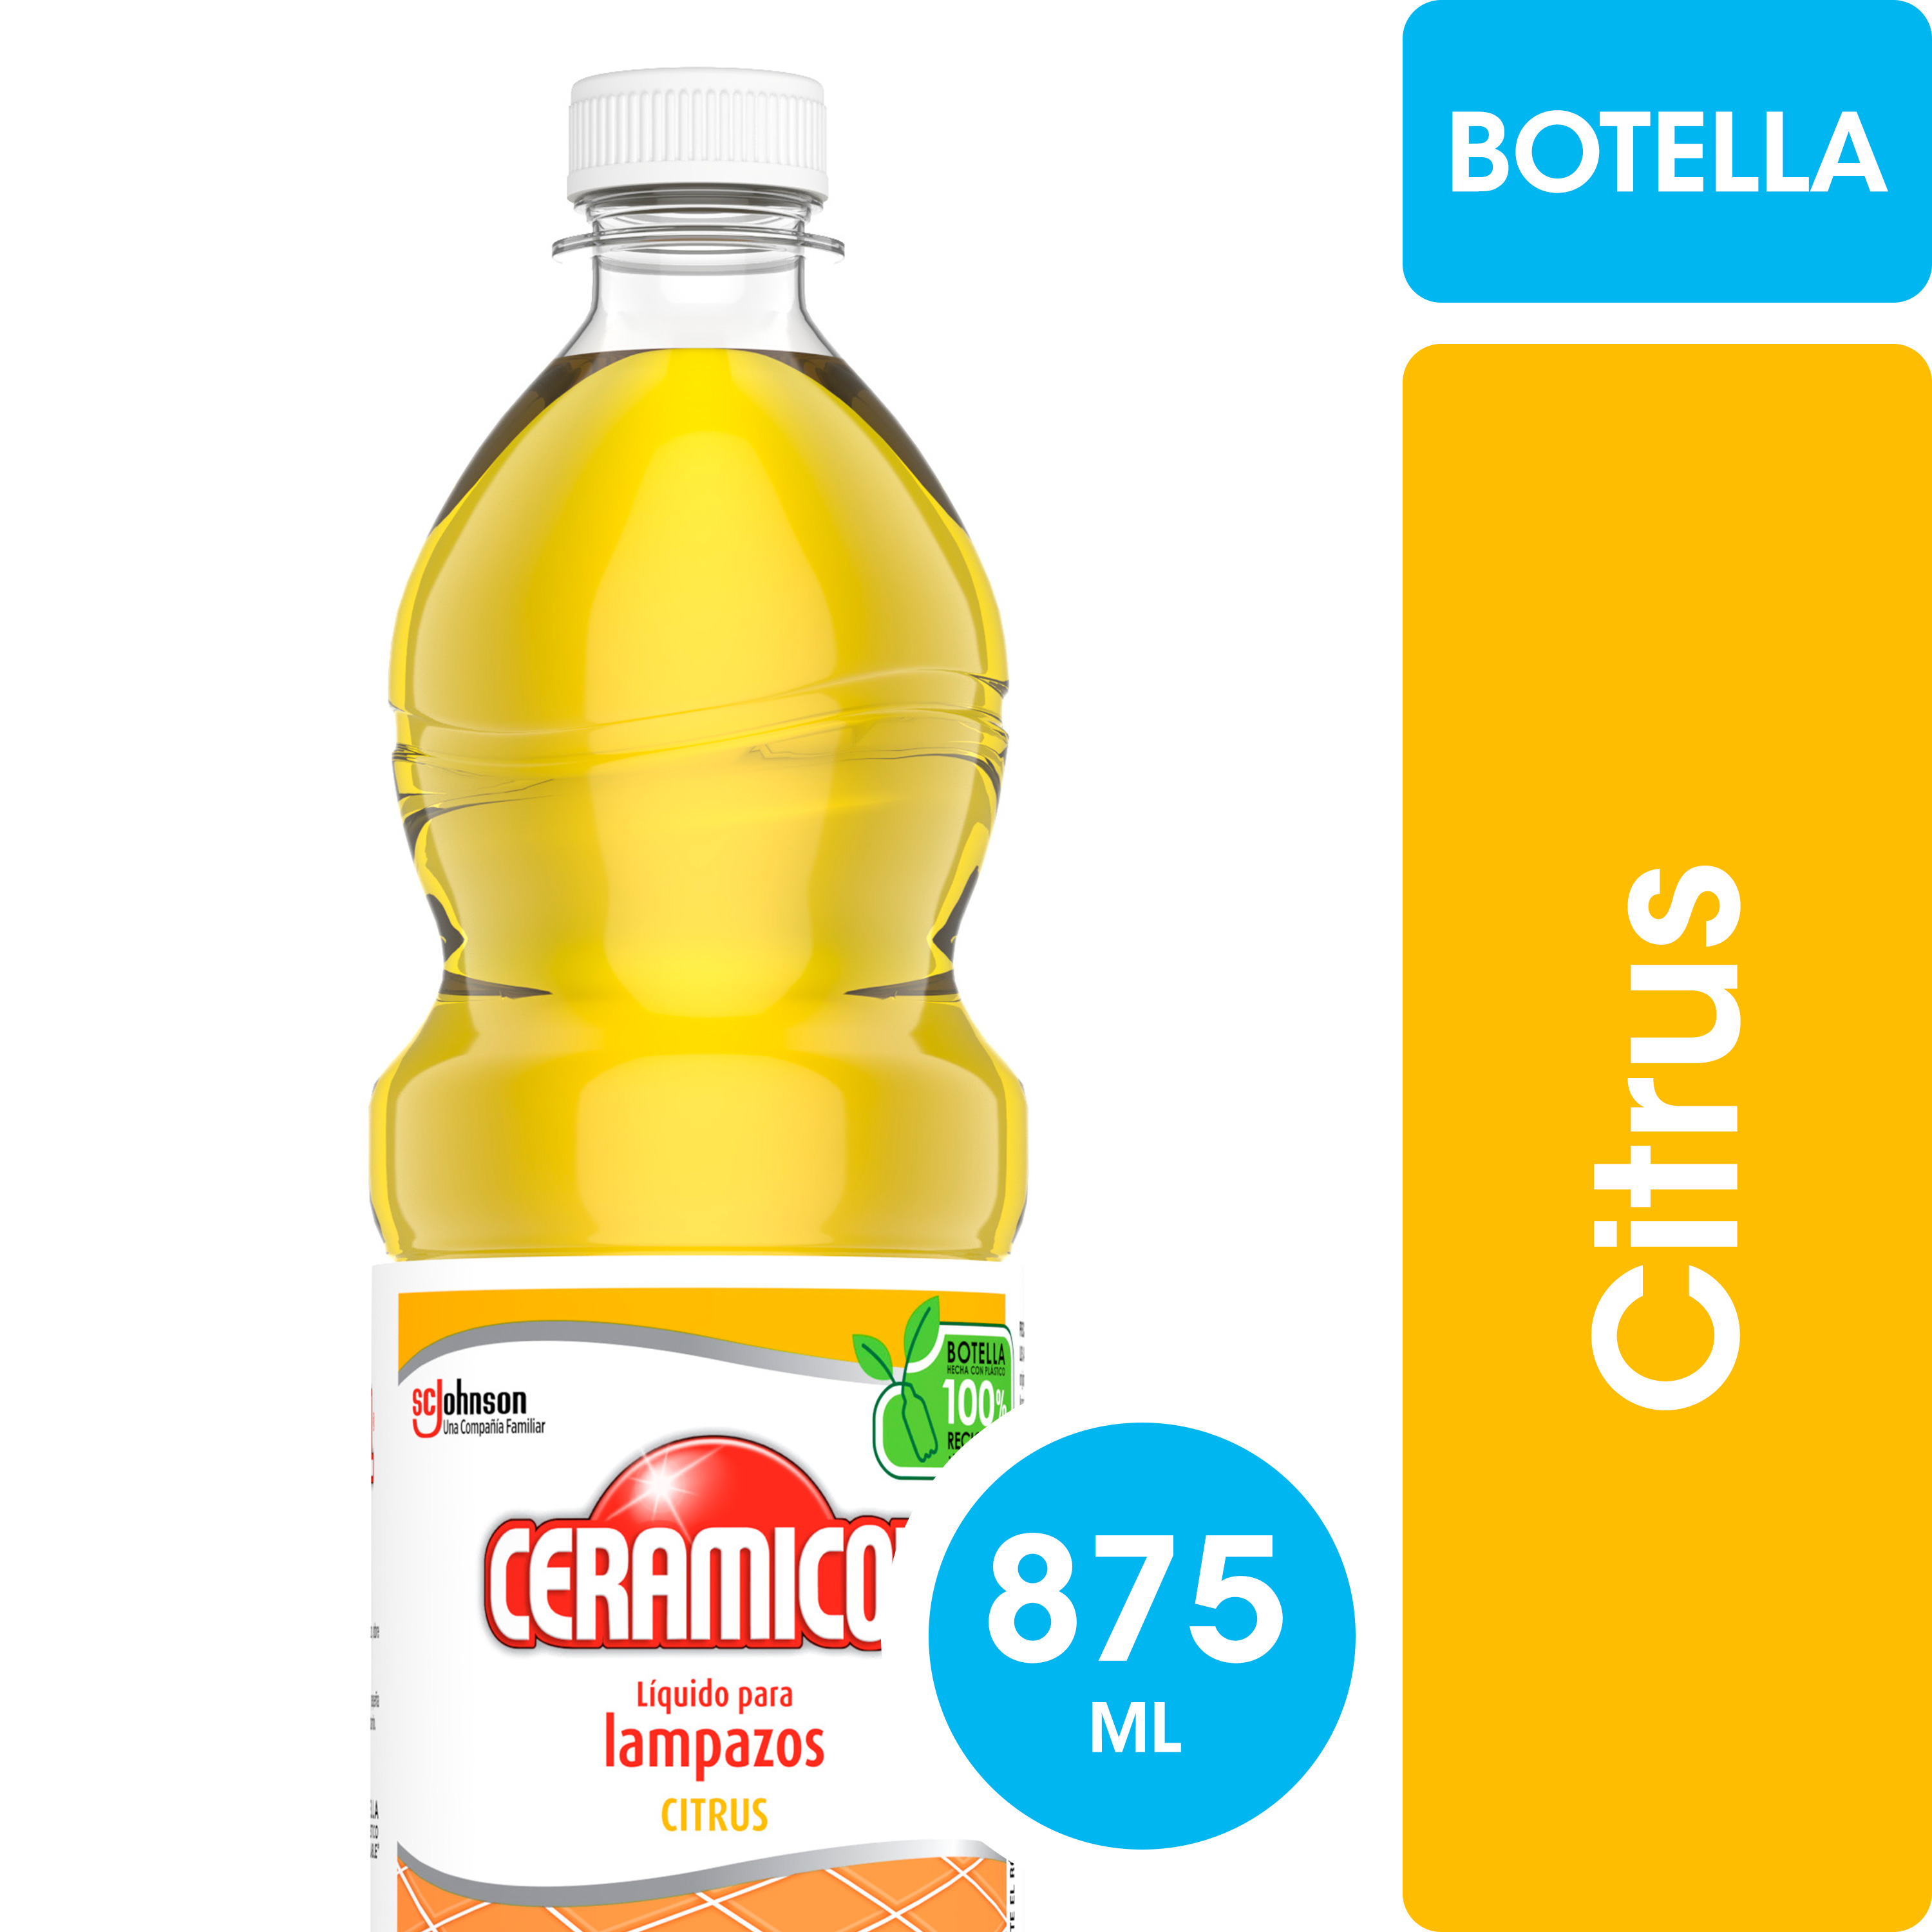 BOTELLA
Citrus
BOTELLA
HECHA CON PLÁSTICO
100%
SCJohnson
Una Compañía Familiar
CERAMICO
Líquido para
lampazos
CITRUS
875
ML